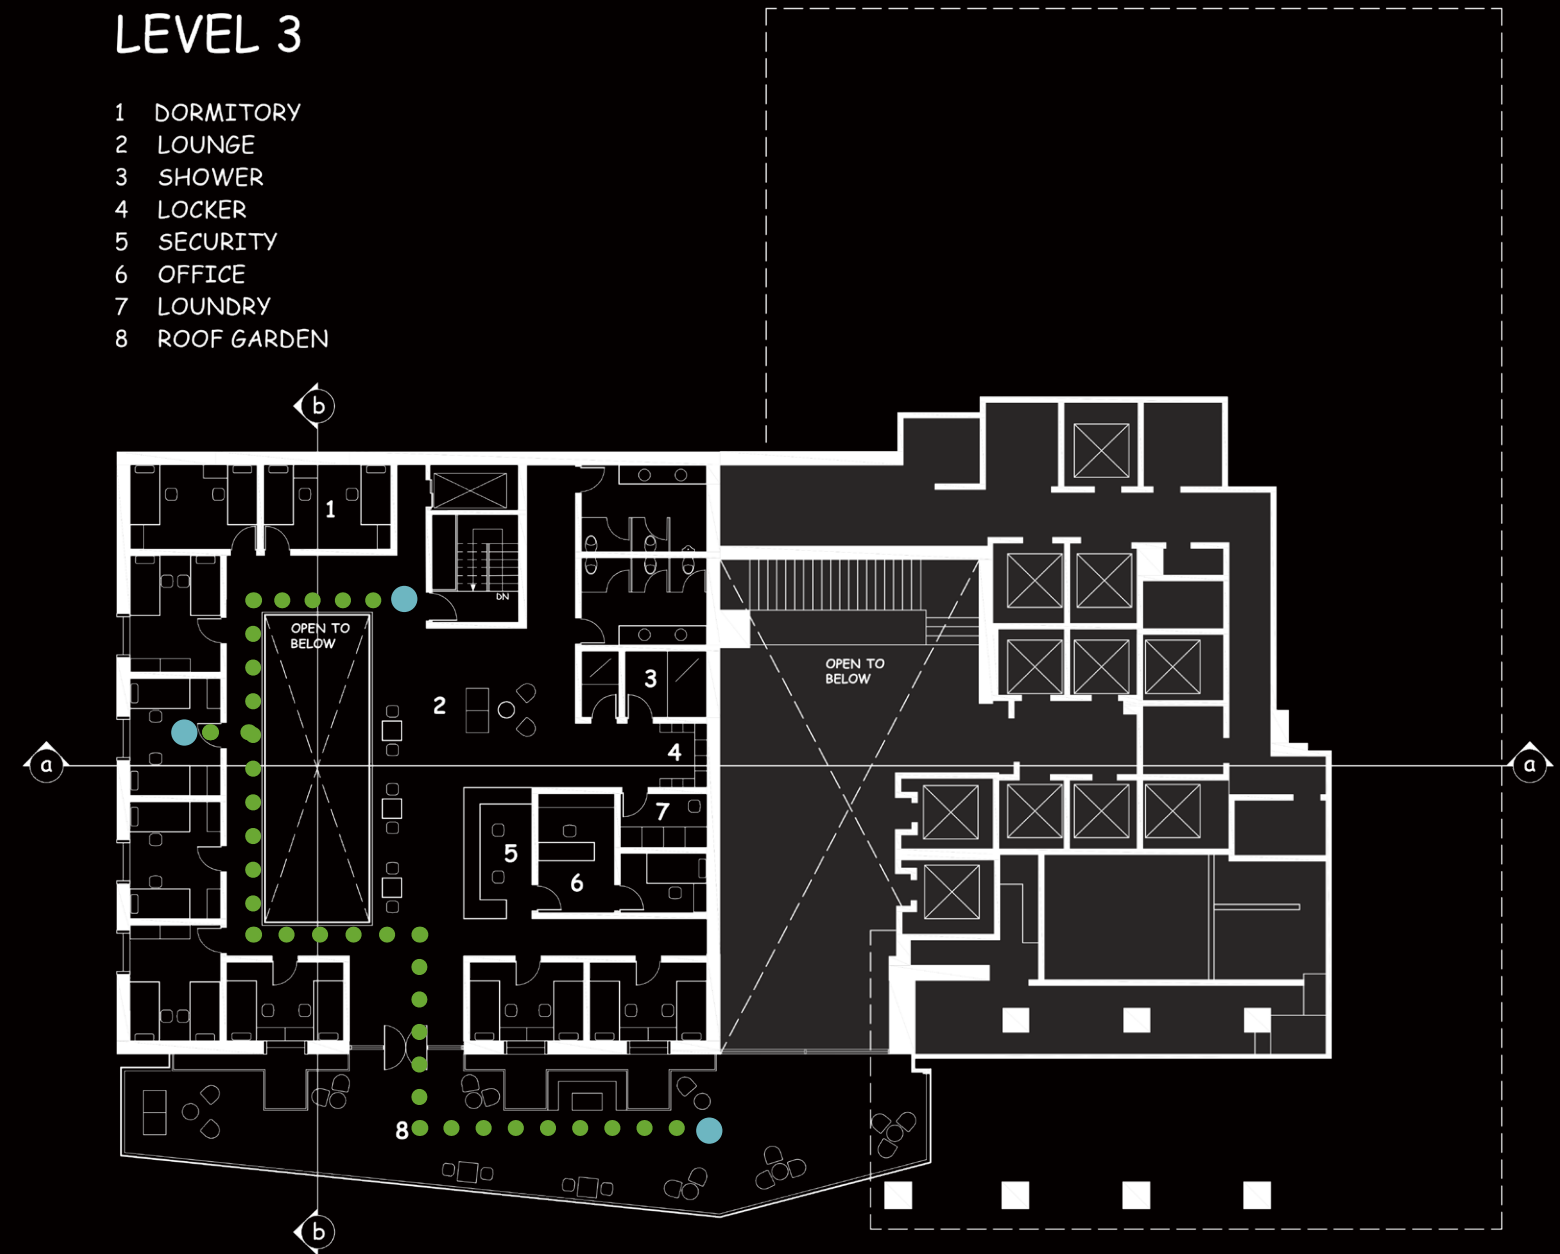 LEVEL 3
1 DORMITORY
2 LOUNGE
3 SHOWER
4 LOCKER
5 SECURITY
6 OFFICE
7 LOUNDRY
8 ROOF GARDEN
b
1
DN
OPEN TO
BELOW
OPEN TO
BELOW
3
2
4
a
a
7
5
6
8
b